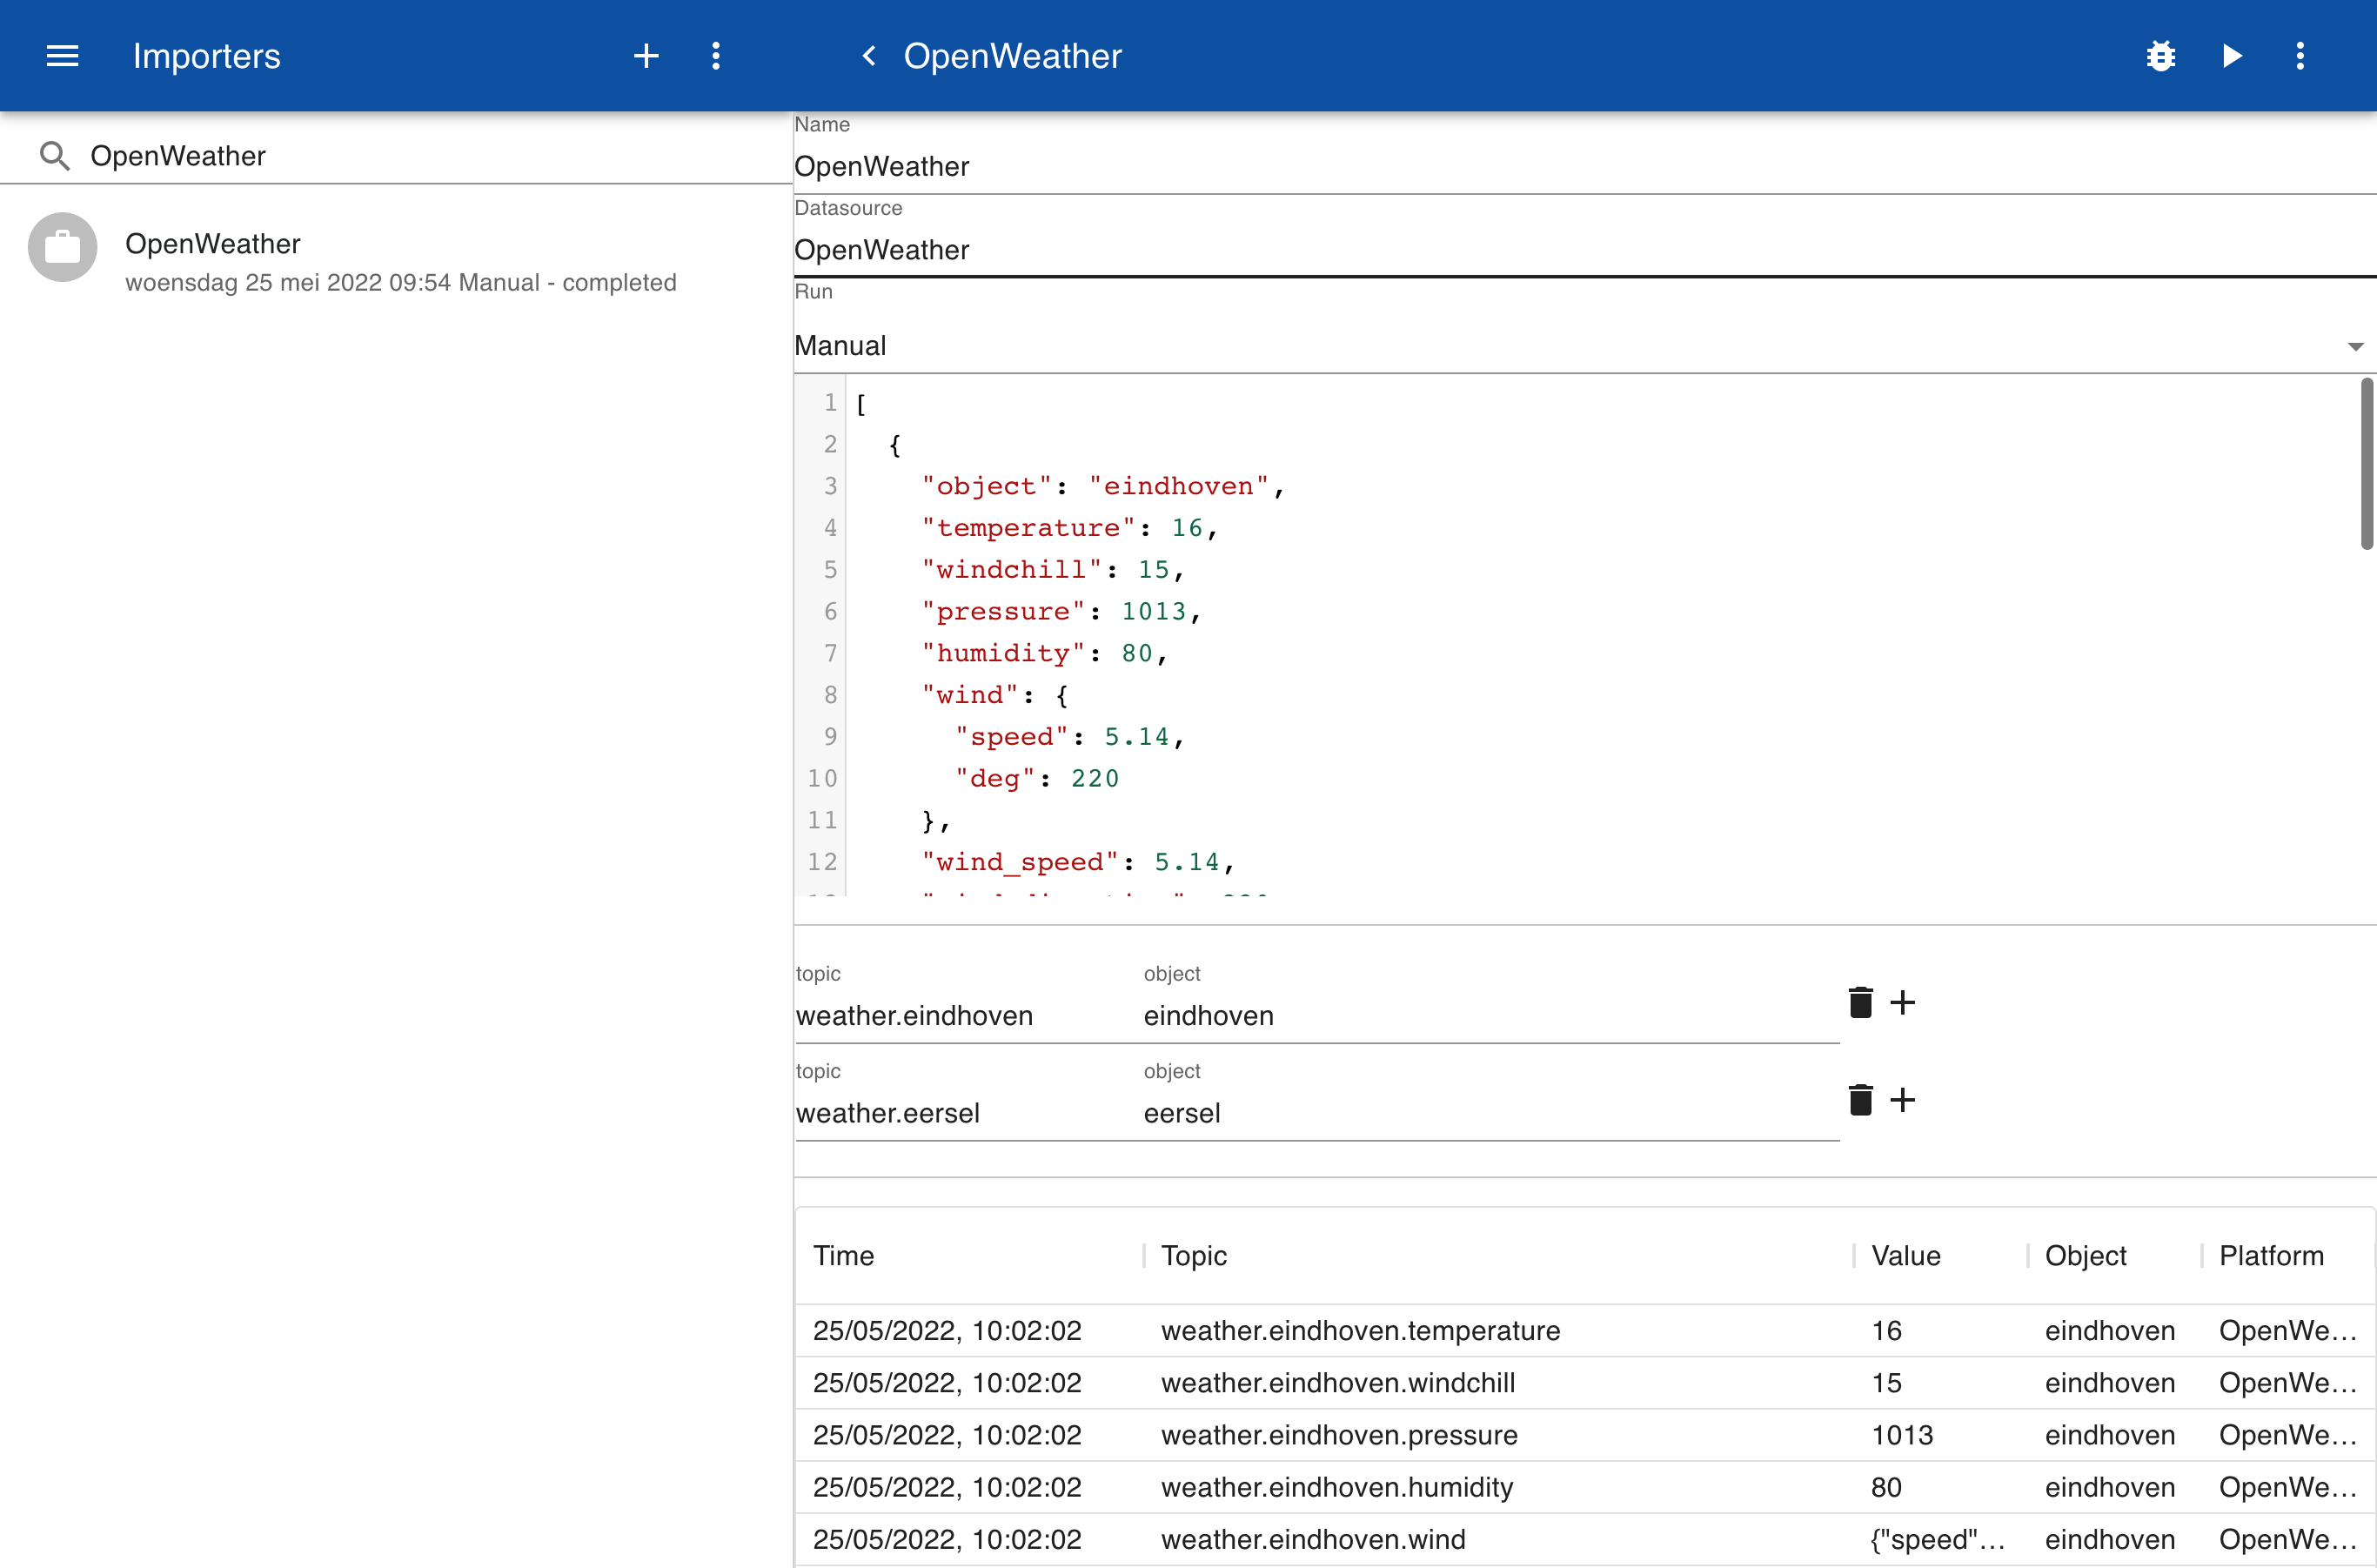 Importers
OpenWeather
OpenWeather
OpenWeather
woensdag 25 mei 2022 09:54 Manual - completed
Name
OpenWeather
Datasource
OpenWeather
Run
Manual
1 [
2 {
3 "object": "eindhoven",
4 "temperature": 16,
5 "windchill": 15,
6 "pressure": 1013,
7 "humidity": 80,
8 "wind": {
9 "speed": 5.14,
10 "deg": 220
11 },
12 "wind_speed": 5.14,
topic object
weather.eindhoven eindhoven
topic object
weather.eersel eersel
Time Topic Value Object Platform
25/05/2022, 10:02:02 weather.eindhoven.temperature 16 eindhoven OpenWe...
25/05/2022, 10:02:02 weather.eindhoven.windchill 15 eindhoven OpenWe...
25/05/2022, 10:02:02 weather.eindhoven.pressure 1013 eindhoven OpenWe...
25/05/2022, 10:02:02 weather.eindhoven.humidity 80 eindhoven OpenWe...
25/05/2022, 10:02:02 weather.eindhoven.wind {"speed"... eindhoven OpenWe...